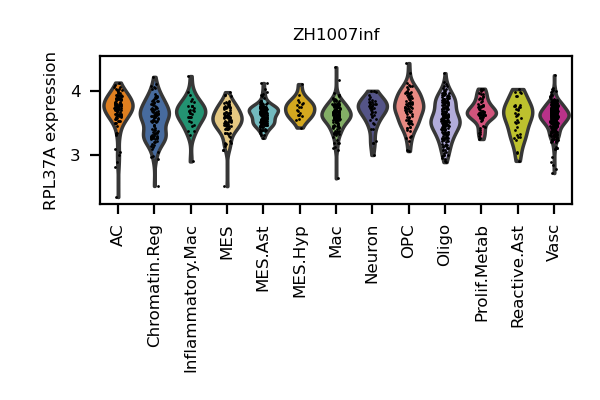 ZH1007inf
RPL37A expression
4
3
AC
Chromatin.Reg
Inflammatory.Mac
MES
MES.Ast
MES.Hyp
Mac
Neuron
OPC
Oligo
Prolif.Metab
Reactive.Ast
Vasc